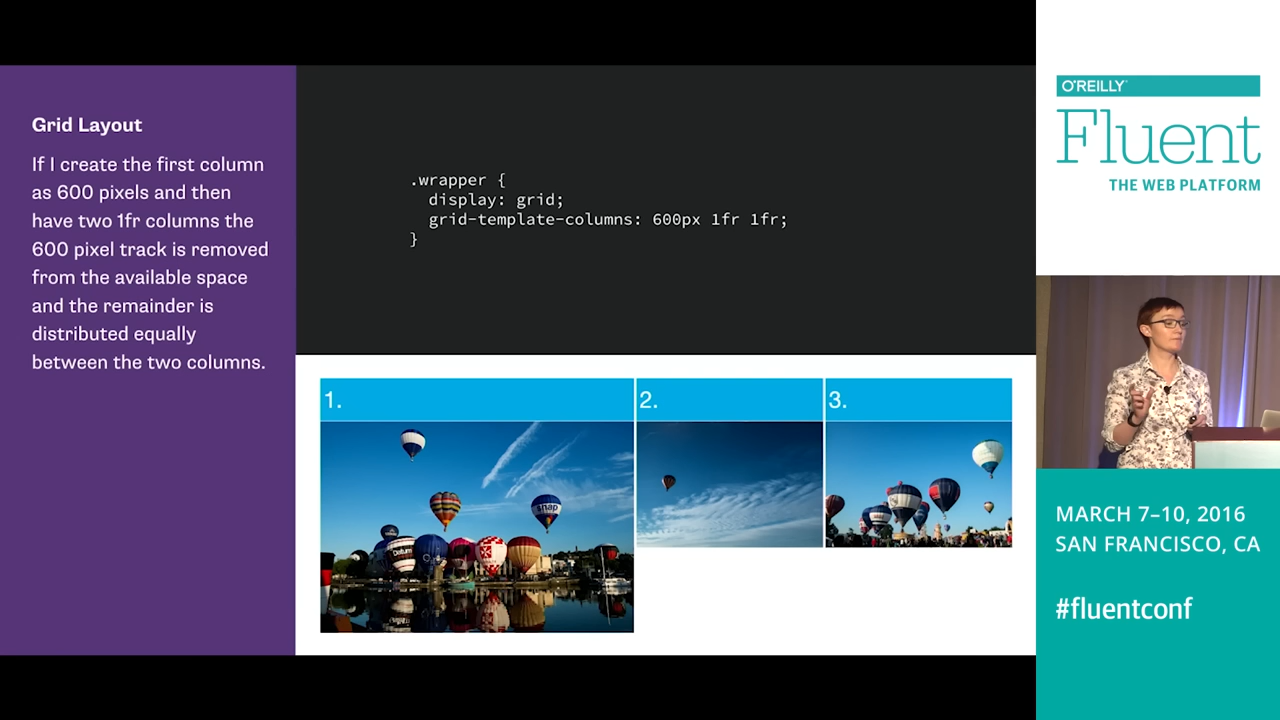 Grid Layout
If I create the first column
as 600 pixels and then
have two 1fr columns the
600 pixel track is removed
from the available space
and the remainder is
distributed equally
between the two columns.
.wrapper {
display: grid;
grid-template-columns: 600px 1fr 1fr;
}
1.
2.
3.
snap
Datum
O'REILLY
Fluent
THE WEB PLATFORM
MARCH 7–10, 2016
SAN FRANCISCO, CA
#fluentconf